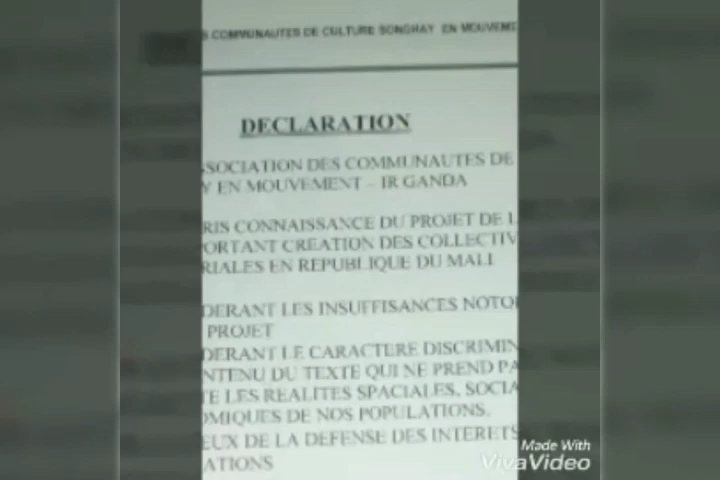 S COMMUNAUTES DE CULTURE SONGHAY EN MOUVEME
DECLARATION
SSOCIATION DES COMMUNAUTES DE
Y EN MOUVEMENT – IR GANDA
RIS CONNAISSANCE DU PROJET DE L
PORTANT CREATION DES COLLECTIV
RIALES EN REPUBLIQUE DU MALI
DERANT LES INSUFFISANCES NOTOI
PROJET
DERANT LE CARACTERE DISCRIMIN
NTENU DU TEXTE QUI NE PREND PA
TE LES REALITES SPACIALES, SOCIA
OMIQUES DE NOS POPULATIONS.
EUX DE LA DEFENSE DES INTERETS
ATIONS
Made With
VivaVideo